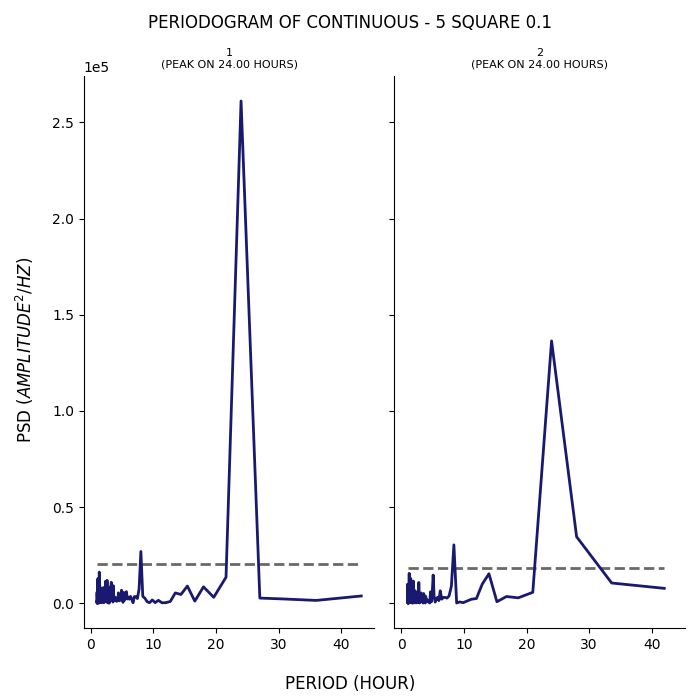 PERIODOGRAM OF CONTINUOUS - 5 SQUARE 0.1
1
(PEAK ON 24.00 HOURS)
2
(PEAK ON 24.00 HOURS)
1e5
2.5
2.0
1.5
1.0
0.5
0.0
PSD (AMPLITUDE²/HZ)
0 10 20 30 40
0 10 20 30 40
PERIOD (HOUR)